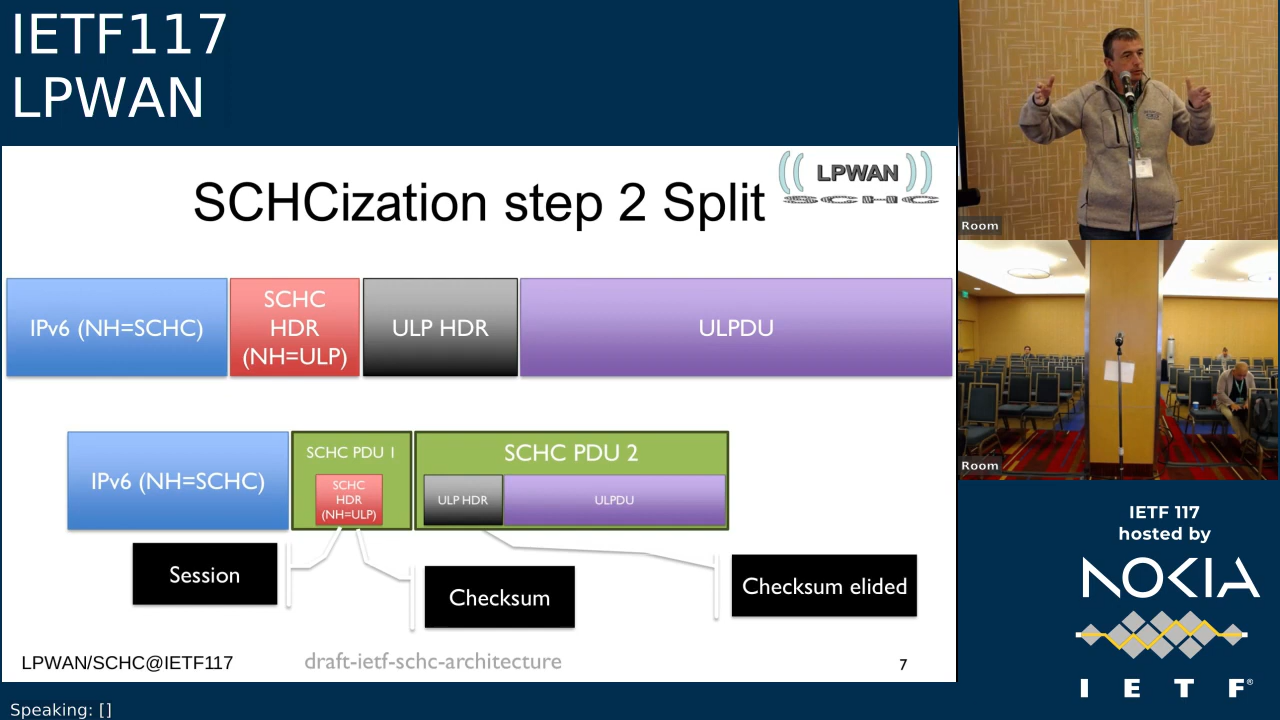 IETF117
LPWAN
SCHCization step 2 Split
LPWAN
SCHC
IPv6 (NH=SCHC)
SCHC
HDR
(NH=ULP)
ULP HDR
ULPDU
IPv6 (NH=SCHC)
SCHC PDU 1
SCHC
HDR
(NH=ULP)
SCHC PDU 2
ULP HDR
ULPDU
Session
Checksum
Checksum elided
LPWAN/SCHC@IETF117
draft-ietf-schc-architecture
7
Room
Room
IETF 117
hosted by
NOKIA
I E T F®
Speaking: []